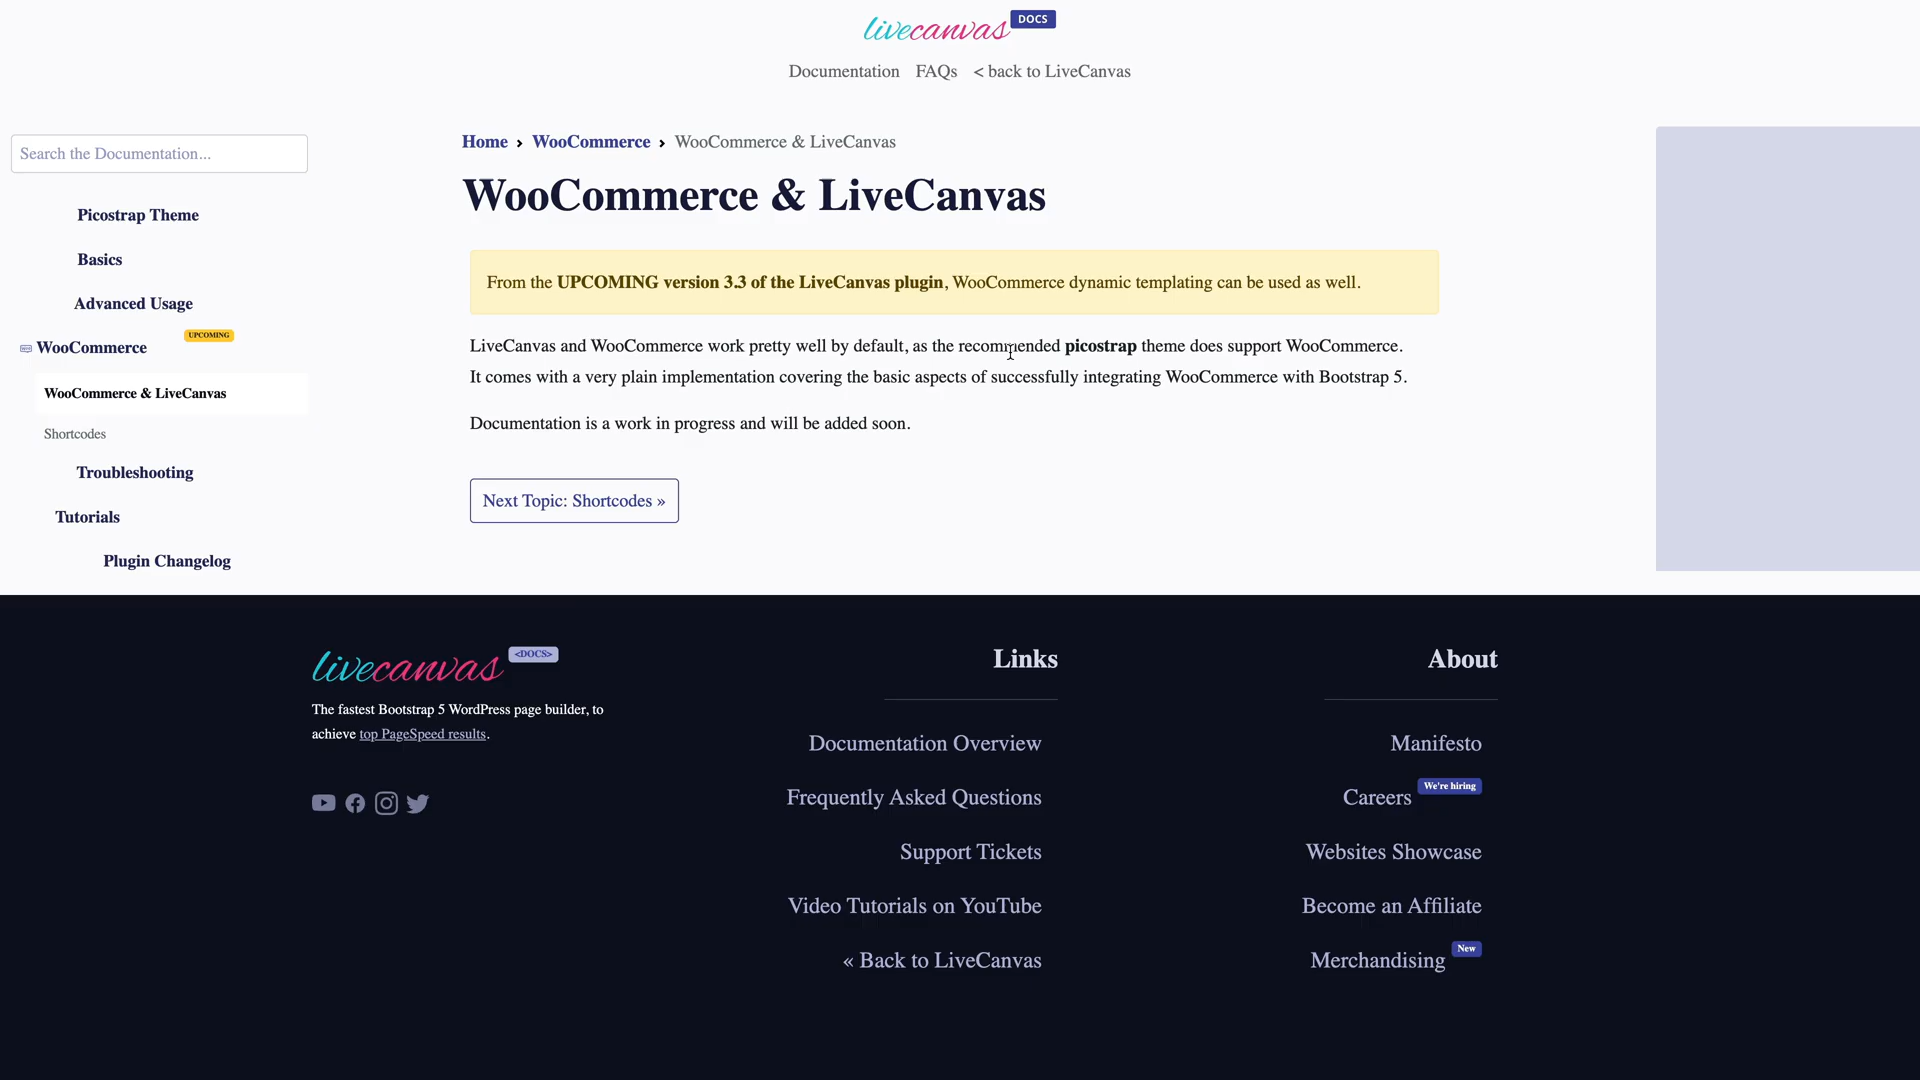 livecanvas DOCS
Documentation FAQs < back to LiveCanvas
Search the Documentation...
Picostrap Theme
Basics
Advanced Usage
WooCommerce UPCOMING
WooCommerce & LiveCanvas
Shortcodes
Troubleshooting
Tutorials
Plugin Changelog
Home › WooCommerce › WooCommerce & LiveCanvas
WooCommerce & LiveCanvas
From the UPCOMING version 3.3 of the LiveCanvas plugin, WooCommerce dynamic templating can be used as well.
LiveCanvas and WooCommerce work pretty well by default, as the recommended picostrap theme does support WooCommerce.
It comes with a very plain implementation covering the basic aspects of successfully integrating WooCommerce with Bootstrap 5.
Documentation is a work in progress and will be added soon.
Next Topic: Shortcodes »
livecanvas <DOCS>
The fastest Bootstrap 5 WordPress page builder, to
achieve top PageSpeed results.
Links
Documentation Overview
Frequently Asked Questions
Support Tickets
Video Tutorials on YouTube
« Back to LiveCanvas
About
Manifesto
Careers We're hiring
Websites Showcase
Become an Affiliate
Merchandising New